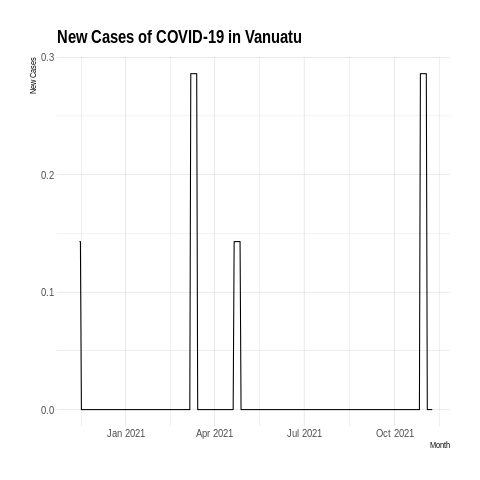 New Cases of COVID-19 in Vanuatu
New Cases
0.3
0.2
0.1
0.0
Jan 2021 Apr 2021 Jul 2021 Oct 2021
Month